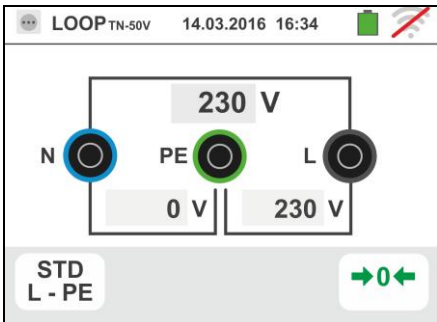 LOOP TN-50V 14.03.2016 16:34
230 V
N PE L
0 V 230 V
STD
L - PE
➔0←